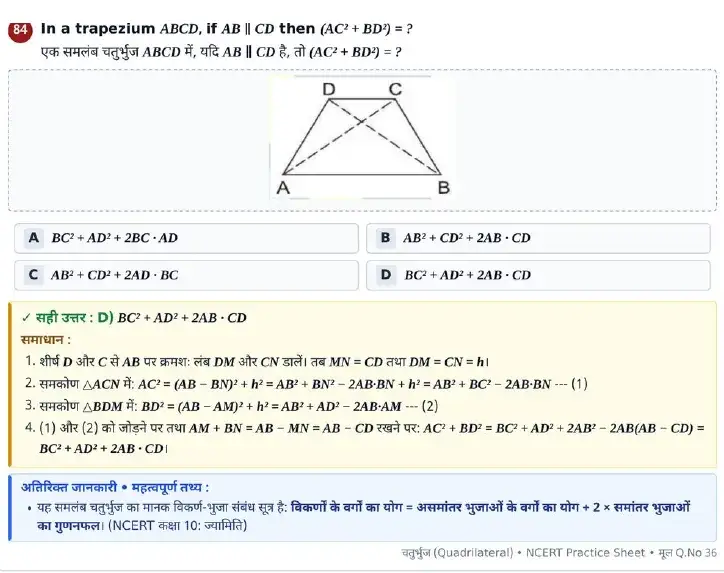 84 In a trapezium ABCD, if AB ∥ CD then (AC² + BD²) = ?
एक समलंब चतुर्भुज ABCD में, यदि AB ∥ CD है, तो (AC² + BD²) = ?
D C
A B
A BC² + AD² + 2BC · AD
B AB² + CD² + 2AB · CD
C AB² + CD² + 2AD · BC
D BC² + AD² + 2AB · CD
✓ सही उत्तर : D) BC² + AD² + 2AB · CD
समाधान :
1. शीर्ष D और C से AB पर क्रमशः लंब DM और CN डालें। तब MN = CD तथा DM = CN = h।
2. समकोण △ACN में: AC² = (AB − BN)² + h² = AB² + BN² − 2AB·BN + h² = AB² + BC² − 2AB·BN --- (1)
3. समकोण △BDM में: BD² = (AB − AM)² + h² = AB² + AD² − 2AB·AM --- (2)
4. (1) और (2) को जोड़ने पर तथा AM + BN = AB − MN = AB − CD रखने पर: AC² + BD² = BC² + AD² + 2AB² − 2AB(AB − CD) =
BC² + AD² + 2AB · CD।
अतिरिक्त जानकारी • महत्वपूर्ण तथ्य :
• यह समलंब चतुर्भुज का मानक विकर्ण-भुजा संबंध सूत्र है: विकर्णों के वर्गों का योग = असमांतर भुजाओं के वर्गों का योग + 2 × समांतर भुजाओं
का गुणनफल। (NCERT कक्षा 10: ज्यामिति)
चतुर्भुज (Quadrilateral) • NCERT Practice Sheet • मूल Q.No 36